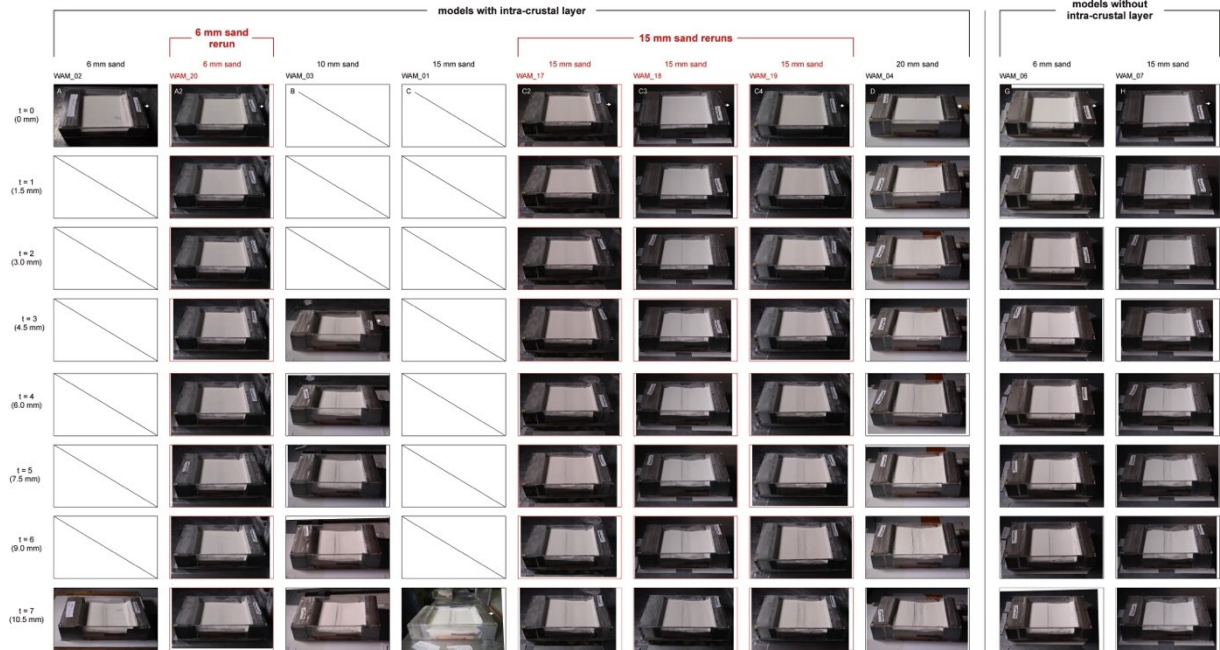 models with intra-crustal layer
models without
intra-crustal layer
6 mm sand
rerun
15 mm sand reruns
6 mm sand
6 mm sand
10 mm sand
15 mm sand
15 mm sand
15 mm sand
15 mm sand
20 mm sand
6 mm sand
15 mm sand
WAM_02
WAM_20
WAM_03
WAM_01
WAM_17
WAM_18
WAM_19
WAM_04
WAM_06
WAM_07
A
A2
B
C
C2
C3
C4
D
G
H
t = 0
(0 mm)
t = 1
(1.5 mm)
t = 2
(3.0 mm)
t = 3
(4.5 mm)
t = 4
(6.0 mm)
t = 5
(7.5 mm)
t = 6
(9.0 mm)
t = 7
(10.5 mm)